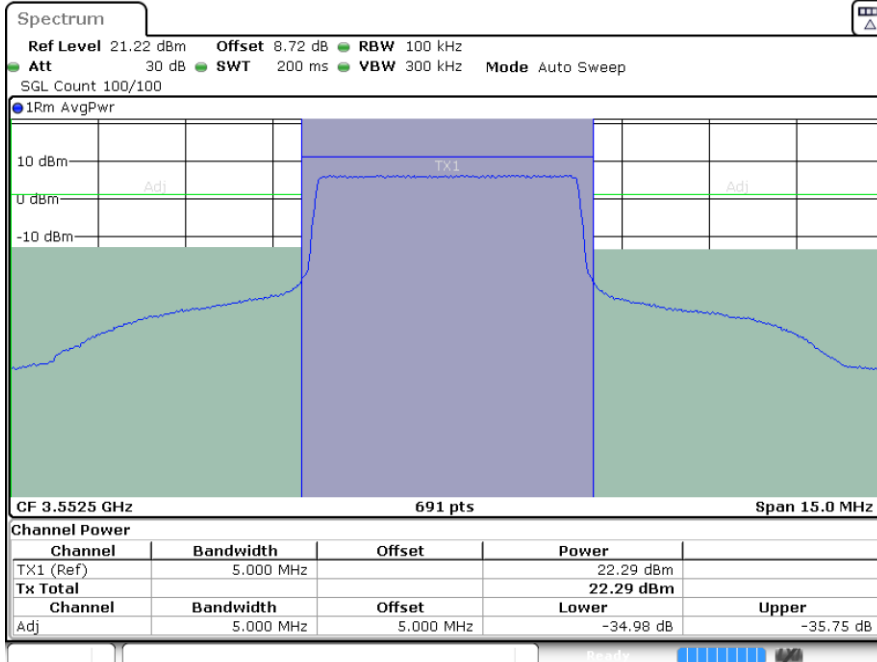 Spectrum
Ref Level 21.22 dBm Offset 8.72 dB RBW 100 kHz
Att 30 dB SWT 200 ms VBW 300 kHz Mode Auto Sweep
SGL Count 100/100
1Rm AvgPwr
10 dBm
TX1
Adj Adj
0 dBm
-10 dBm
CF 3.5525 GHz 691 pts Span 15.0 MHz
Channel Power
Channel Bandwidth Offset Power
TX1 (Ref) 5.000 MHz 22.29 dBm
Tx Total 22.29 dBm
Channel Bandwidth Offset Lower Upper
Adj 5.000 MHz 5.000 MHz -34.98 dB -35.75 dB
Ready